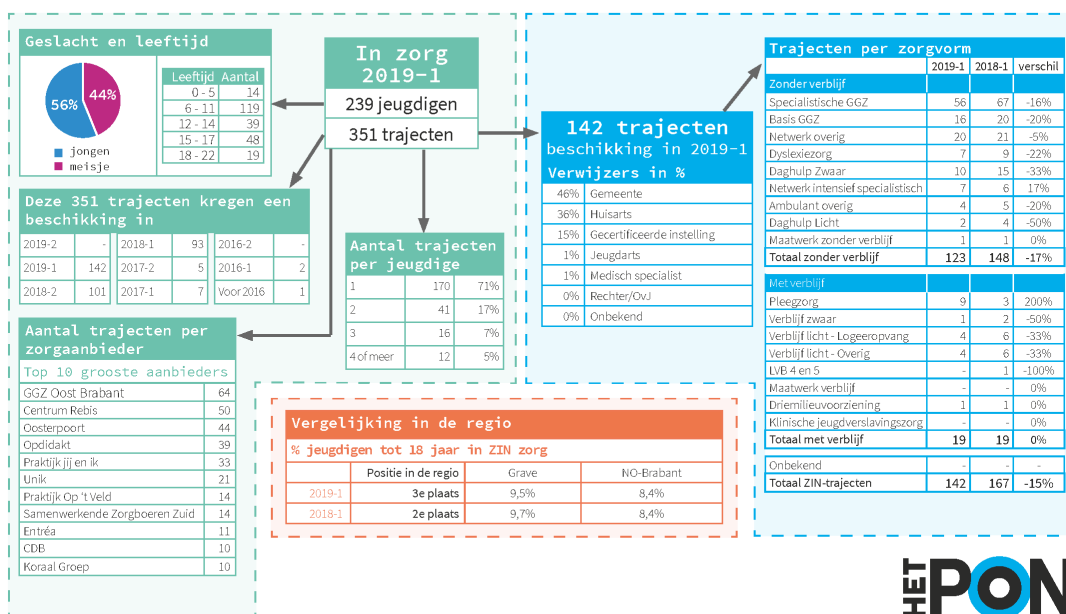 Geslacht en leeftijd
56% 44%
jongen
meisje
Leeftijd Aantal
0 - 5 14
6 - 11 119
12 - 14 39
15 - 17 48
18 - 22 19
In zorg
2019-1
239 jeugdigen
351 trajecten
Deze 351 trajecten kregen een
beschikking in
2019-2 - 2018-1 93 2016-2 -
2019-1 142 2017-2 5 2016-1 2
2018-2 101 2017-1 7 Voor 2016 1
Aantal trajecten
per jeugdige
1 170 71%
2 41 17%
3 16 7%
4 of meer 12 5%
Aantal trajecten per
zorgaanbieder
Top 10 grooste aanbieders
GGZ Oost Brabant 64
Centrum Rebis 50
Oosterpoort 44
Opdidakt 39
Praktijk jij en ik 33
Unik 21
Praktijk Op 't Veld 14
Samenwerkende Zorgboeren Zuid 14
Entréa 11
CDB 10
Koraal Groep 10
142 trajecten
beschikking in 2019-1
Verwijzers in %
46% Gemeente
36% Huisarts
15% Gecertificeerde instelling
1% Jeugdarts
1% Medisch specialist
0% Rechter/OvJ
0% Onbekend
Trajecten per zorgvorm
2019-1 2018-1 verschil
Zonder verblijf
Specialistische GGZ 56 67 -16%
Basis GGZ 16 20 -20%
Netwerk overig 20 21 -5%
Dyslexiezorg 7 9 -22%
Daghulp Zwaar 10 15 -33%
Netwerk intensief specialistisch 7 6 17%
Ambulant overig 4 5 -20%
Daghulp Licht 2 4 -50%
Maatwerk zonder verblijf 1 1 0%
Totaal zonder verblijf 123 148 -17%
Met verblijf
Pleegzorg 9 3 200%
Verblijf zwaar 1 2 -50%
Verblijf licht - Logeeropvang 4 6 -33%
Verblijf licht - Overig 4 6 -33%
LVB 4 en 5 - 1 -100%
Maatwerk verblijf - - 0%
Driemilieuvoorziening 1 1 0%
Klinische jeugdverslavingszorg - - 0%
Totaal met verblijf 19 19 0%
Onbekend - - -
Totaal ZIN-trajecten 142 167 -15%
Vergelijking in de regio
% jeugdigen tot 18 jaar in ZIN zorg
Positie in de regio Grave NO-Brabant
2019-1 3e plaats 9,5% 8,4%
2018-1 2e plaats 9,7% 8,4%
HET PON